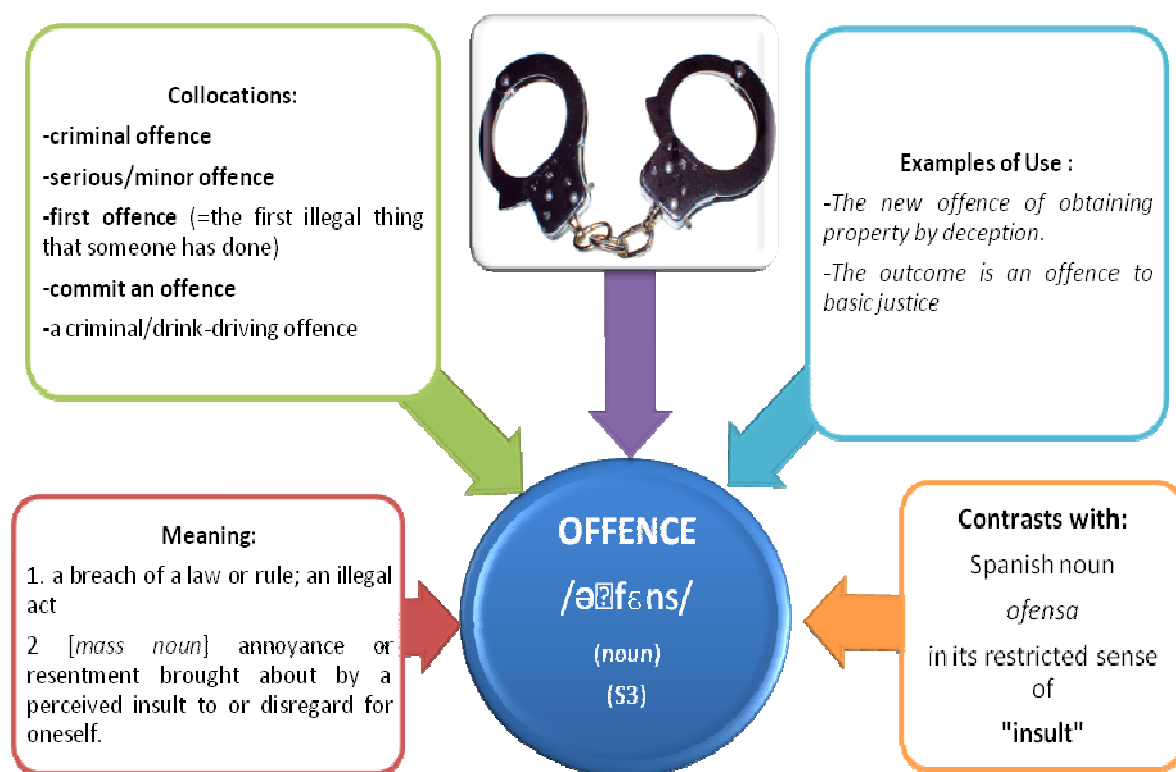 Collocations:
-criminal offence
-serious/minor offence
-first offence (=the first illegal thing
that someone has done)
-commit an offence
-a criminal/drink-driving offence
Examples of Use :
-The new offence of obtaining
property by deception.
-The outcome is an offence to
basic justice
Meaning:
1. a breach of a law or rule; an illegal
act
2 [mass noun] annoyance or
resentment brought about by a
perceived insult to or disregard for
oneself.
OFFENCE
/ə⍰fɛns/
(noun)
(S3)
Contrasts with:
Spanish noun
ofensa
in its restricted sense
of
"insult"